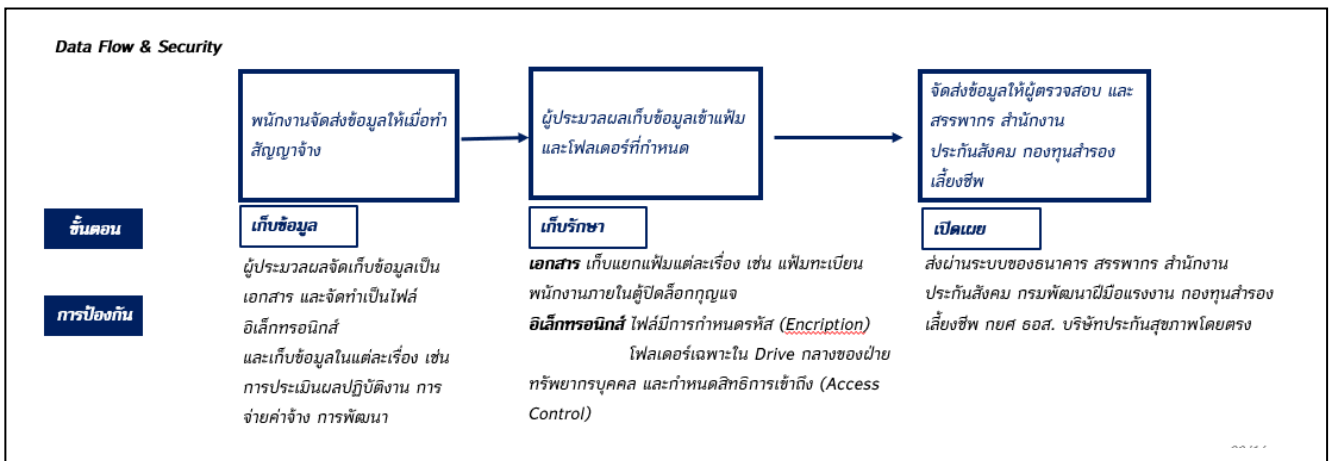 Data Flow & Security
พนักงานจัดส่งข้อมูลให้เมื่อทำ
สัญญาจ้าง
ผู้ประมวลผลเก็บข้อมูลเข้าแฟ้ม
และโฟลเดอร์ที่กำหนด
จัดส่งข้อมูลให้ผู้ตรวจสอบ และ
สรรพากร สำนักงาน
ประกันสังคม กองทุนสำรอง
เลี้ยงชีพ
ขั้นตอน
เก็บข้อมูล
เก็บรักษา
เปิดเผย
การป้องกัน
ผู้ประมวลผลจัดเก็บข้อมูลเป็น
เอกสาร และจัดทำเป็นไฟล์
อิเล็กทรอนิกส์
และเก็บข้อมูลในแต่ละเรื่อง เช่น
การประเมินผลปฏิบัติงาน การ
จ่ายค่าจ้าง การพัฒนา
เอกสาร เก็บแยกแฟ้มแต่ละเรื่อง เช่น แฟ้มทะเบียน
พนักงานภายในตู้ปิดล็อกกุญแจ
อิเล็กทรอนิกส์ ไฟล์มีการกำหนดรหัส (Encription)
โฟลเดอร์เฉพาะใน Drive กลางของฝ่าย
ทรัพยากรบุคคล และกำหนดสิทธิการเข้าถึง (Access
Control)
ส่งผ่านระบบของธนาคาร สรรพากร สำนักงาน
ประกันสังคม กรมพัฒนาฝีมือแรงงาน กองทุนสำรอง
เลี้ยงชีพ กยศ ธอส. บริษัทประกันสุขภาพโดยตรง